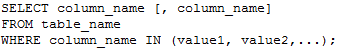 SELECT column_name [, column_name]
FROM table_name
WHERE column_name IN (value1, value2,...);